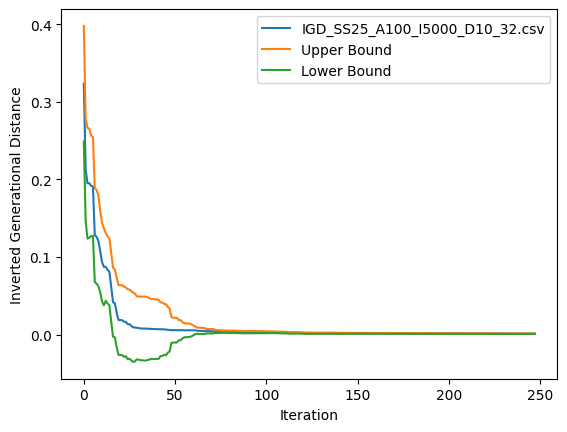 0.4
0.3
0.2
0.1
0.0
Inverted Generational Distance
IGD_SS25_A100_I5000_D10_32.csv
Upper Bound
Lower Bound
0 50 100 150 200 250
Iteration